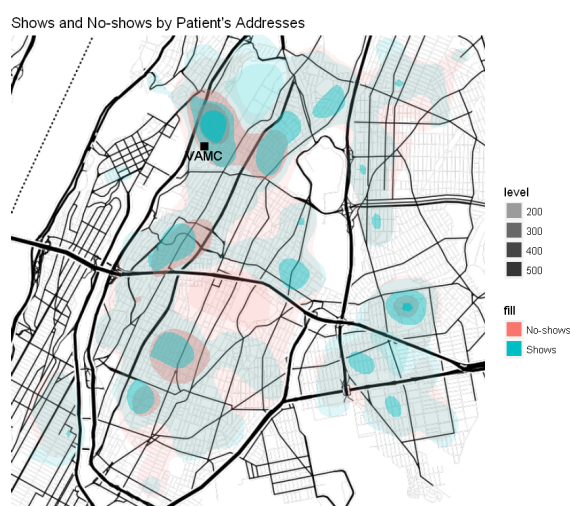 Shows and No-shows by Patient's Addresses
VAMC
level
200
300
400
500
fill
No-shows
Shows